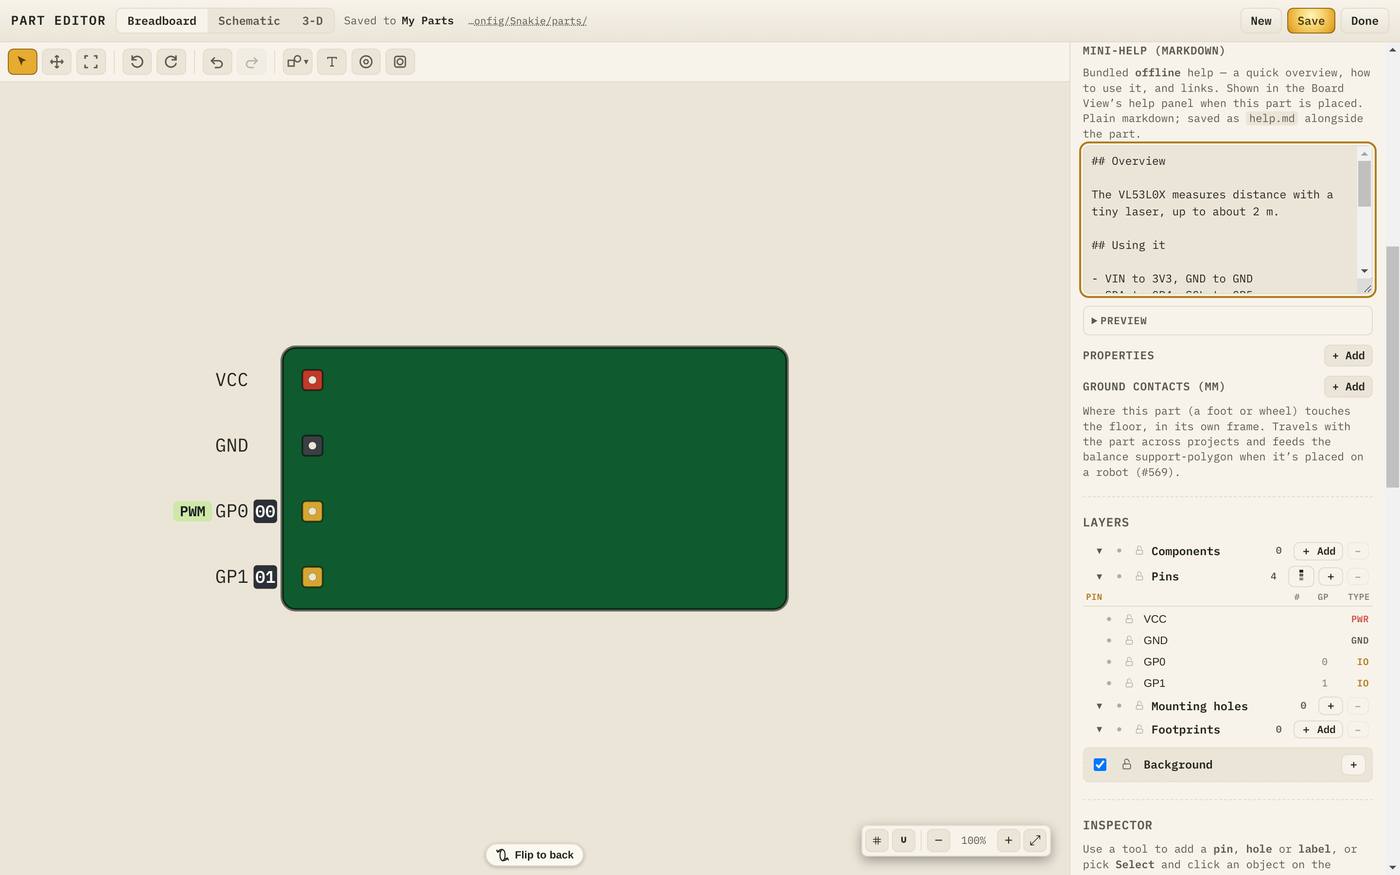 PART EDITOR
Breadboard
Schematic
3-D
Saved to My Parts
…onfig/Snakie/parts/
New
Save
Done
MINI-HELP (MARKDOWN)
Bundled offline help — a quick overview, how
to use it, and links. Shown in the Board
View's help panel when this part is placed.
Plain markdown; saved as help.md alongside
the part.
## Overview
The VL53L0X measures distance with a
tiny laser, up to about 2 m.
## Using it
- VIN to 3V3, GND to GND
PREVIEW
PROPERTIES
+ Add
GROUND CONTACTS (MM)
+ Add
Where this part (a foot or wheel) touches
the floor, in its own frame. Travels with
the part across projects and feeds the
balance support-polygon when it's placed on
a robot (#569).
LAYERS
Components 0 + Add −
Pins 4 + −
PIN # GP TYPE
VCC PWR
GND GND
GP0 0 IO
GP1 1 IO
Mounting holes 0 + −
Footprints 0 + Add −
Background +
INSPECTOR
Use a tool to add a pin, hole or label, or
pick Select and click an object on the
VCC
GND
PWM GP0 00
GP1 01
Flip to back
− 100% +